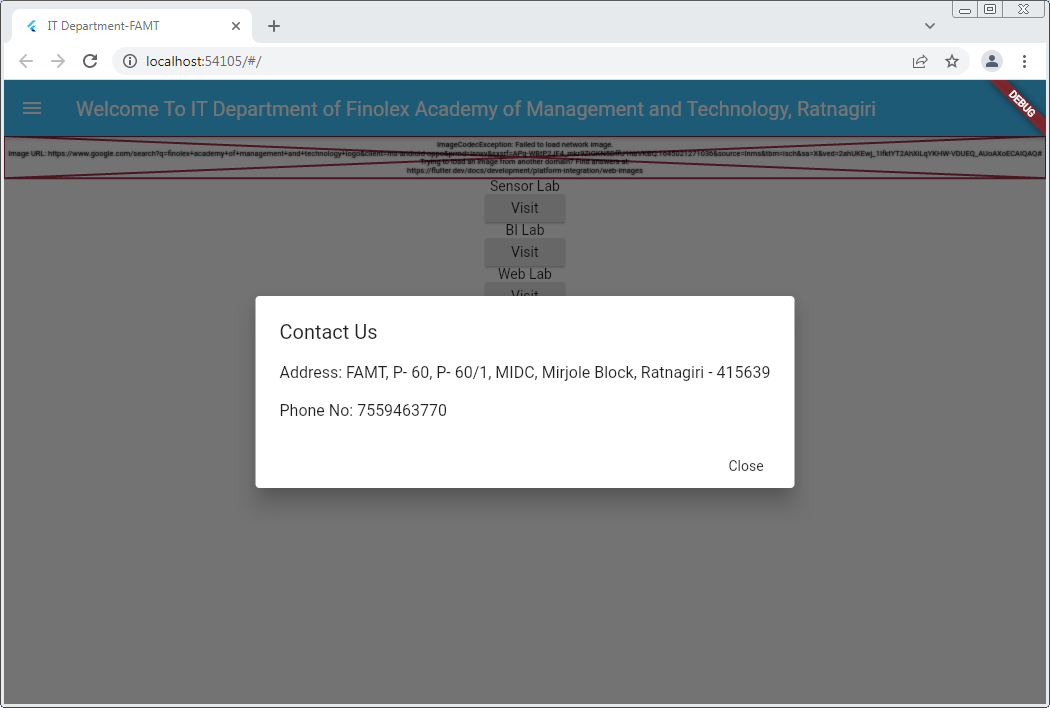 IT Department-FAMT
localhost:54105/#/
Welcome To IT Department of Finolex Academy of Management and Technology, Ratnagiri
DEBUG
ImageCodecException: Failed to load network image.
Image URL: https://www.google.com/search?q=finolex+academy+of+management+and+technology+logo&client=ms-android-oppo
Trying to load an image from another domain? Find answers at:
https://flutter.dev/docs/development/platform-integration/web-images
Sensor Lab
Visit
BI Lab
Visit
Web Lab
Visit
Contact Us
Address: FAMT, P- 60, P- 60/1, MIDC, Mirjole Block, Ratnagiri - 415639
Phone No: 7559463770
Close